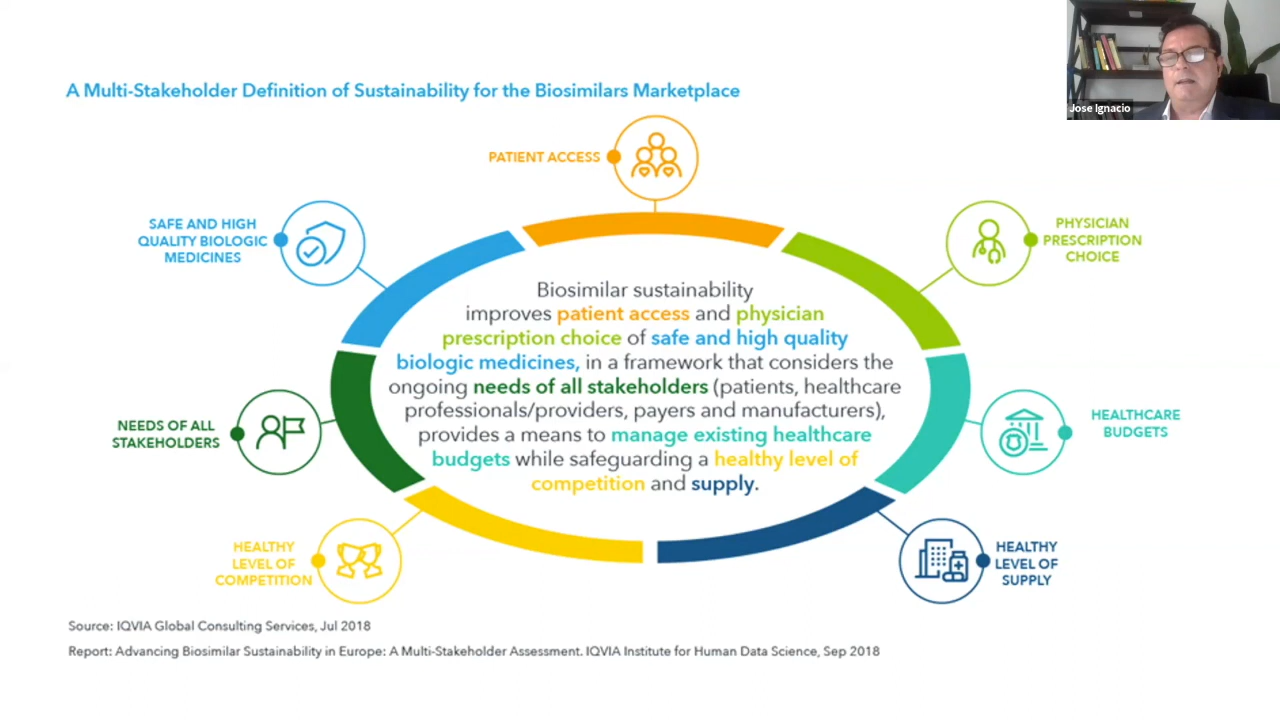 Jose Ignacio
A Multi-Stakeholder Definition of Sustainability for the Biosimilars Marketplace
PATIENT ACCESS
SAFE AND HIGH
QUALITY BIOLOGIC
MEDICINES
PHYSICIAN
PRESCRIPTION
CHOICE
Biosimilar sustainability
improves patient access and physician
prescription choice of safe and high quality
biologic medicines, in a framework that considers the
ongoing needs of all stakeholders (patients, healthcare
professionals/providers, payers and manufacturers),
provides a means to manage existing healthcare
budgets while safeguarding a healthy level of
competition and supply.
NEEDS OF ALL
STAKEHOLDERS
HEALTHCARE
BUDGETS
HEALTHY
LEVEL OF
COMPETITION
HEALTHY
LEVEL OF
SUPPLY
Source: IQVIA Global Consulting Services, Jul 2018
Report: Advancing Biosimilar Sustainability in Europe: A Multi-Stakeholder Assessment. IQVIA Institute for Human Data Science, Sep 2018